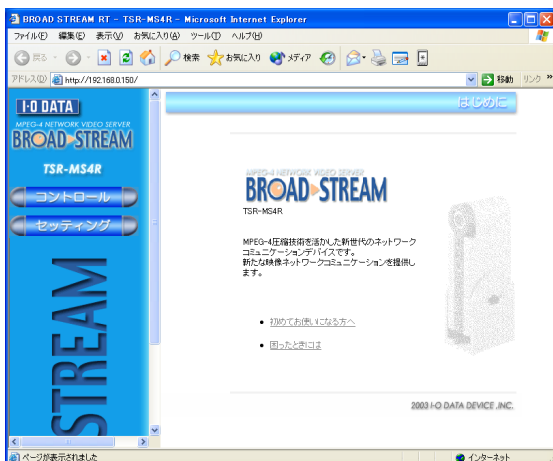 BROAD STREAM RT - TSR-MS4R - Microsoft Internet Explorer
ファイル(F) 編集(E) 表示(V) お気に入り(A) ツール(T) ヘルプ(H)
戻る 検索 お気に入り メディア
アドレス(D) http://192.168.0.150/ 移動 リンク »
I-O DATA
MPEG-4 NETWORK VIDEO SERVER
BROAD STREAM
TSR-MS4R
コントロール
セッティング
STREAM
はじめに
MPEG-4 NETWORK VIDEO SERVER
BROAD STREAM
TSR-MS4R
MPEG-4圧縮技術を活かした新世代のネットワーク
コミュニケーションデバイスです。
新たな映像ネットワークコミュニケーションを提供し
ます。
初めてお使いになる方へ
困ったときには
2003 I-O DATA DEVICE ,INC.
ページが表示されました インターネット